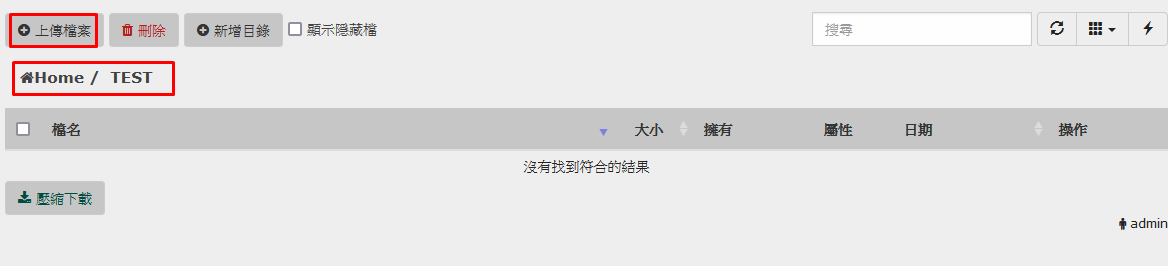 上傳檔案 刪除 新增目錄 顯示隱藏檔 搜尋
Home / TEST
檔名 大小 擁有 屬性 日期 操作
沒有找到符合的結果
壓縮下載
admin